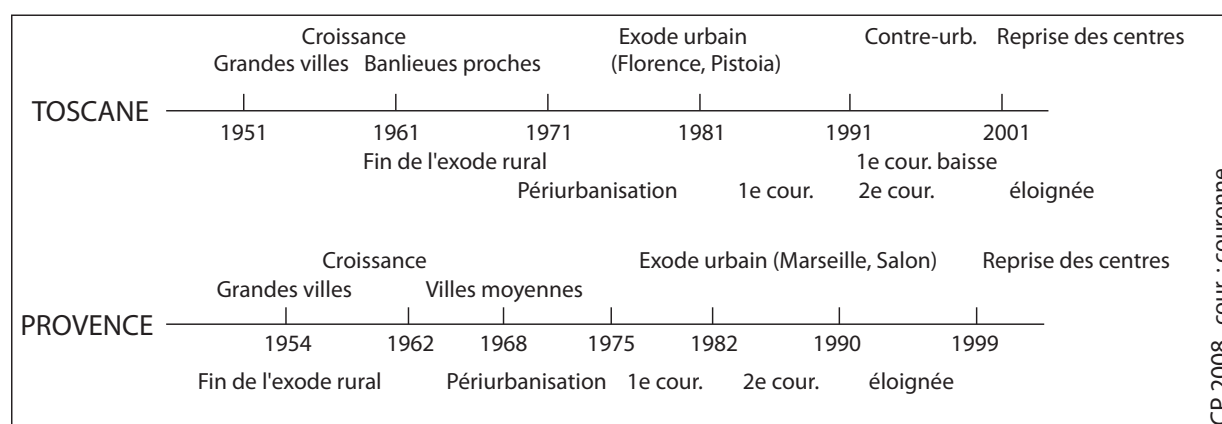 Croissance Exode urbain Contre-urb. Reprise des centres
Grandes villes Banlieues proches (Florence, Pistoia)
TOSCANE
1951 1961 1971 1981 1991 2001
Fin de l'exode rural 1e cour. baisse
Périurbanisation 1e cour. 2e cour. éloignée
Croissance Exode urbain (Marseille, Salon) Reprise des centres
Grandes villes Villes moyennes
PROVENCE
1954 1962 1968 1975 1982 1990 1999
Fin de l'exode rural Périurbanisation 1e cour. 2e cour. éloignée
CP 2008 cour. : couronne